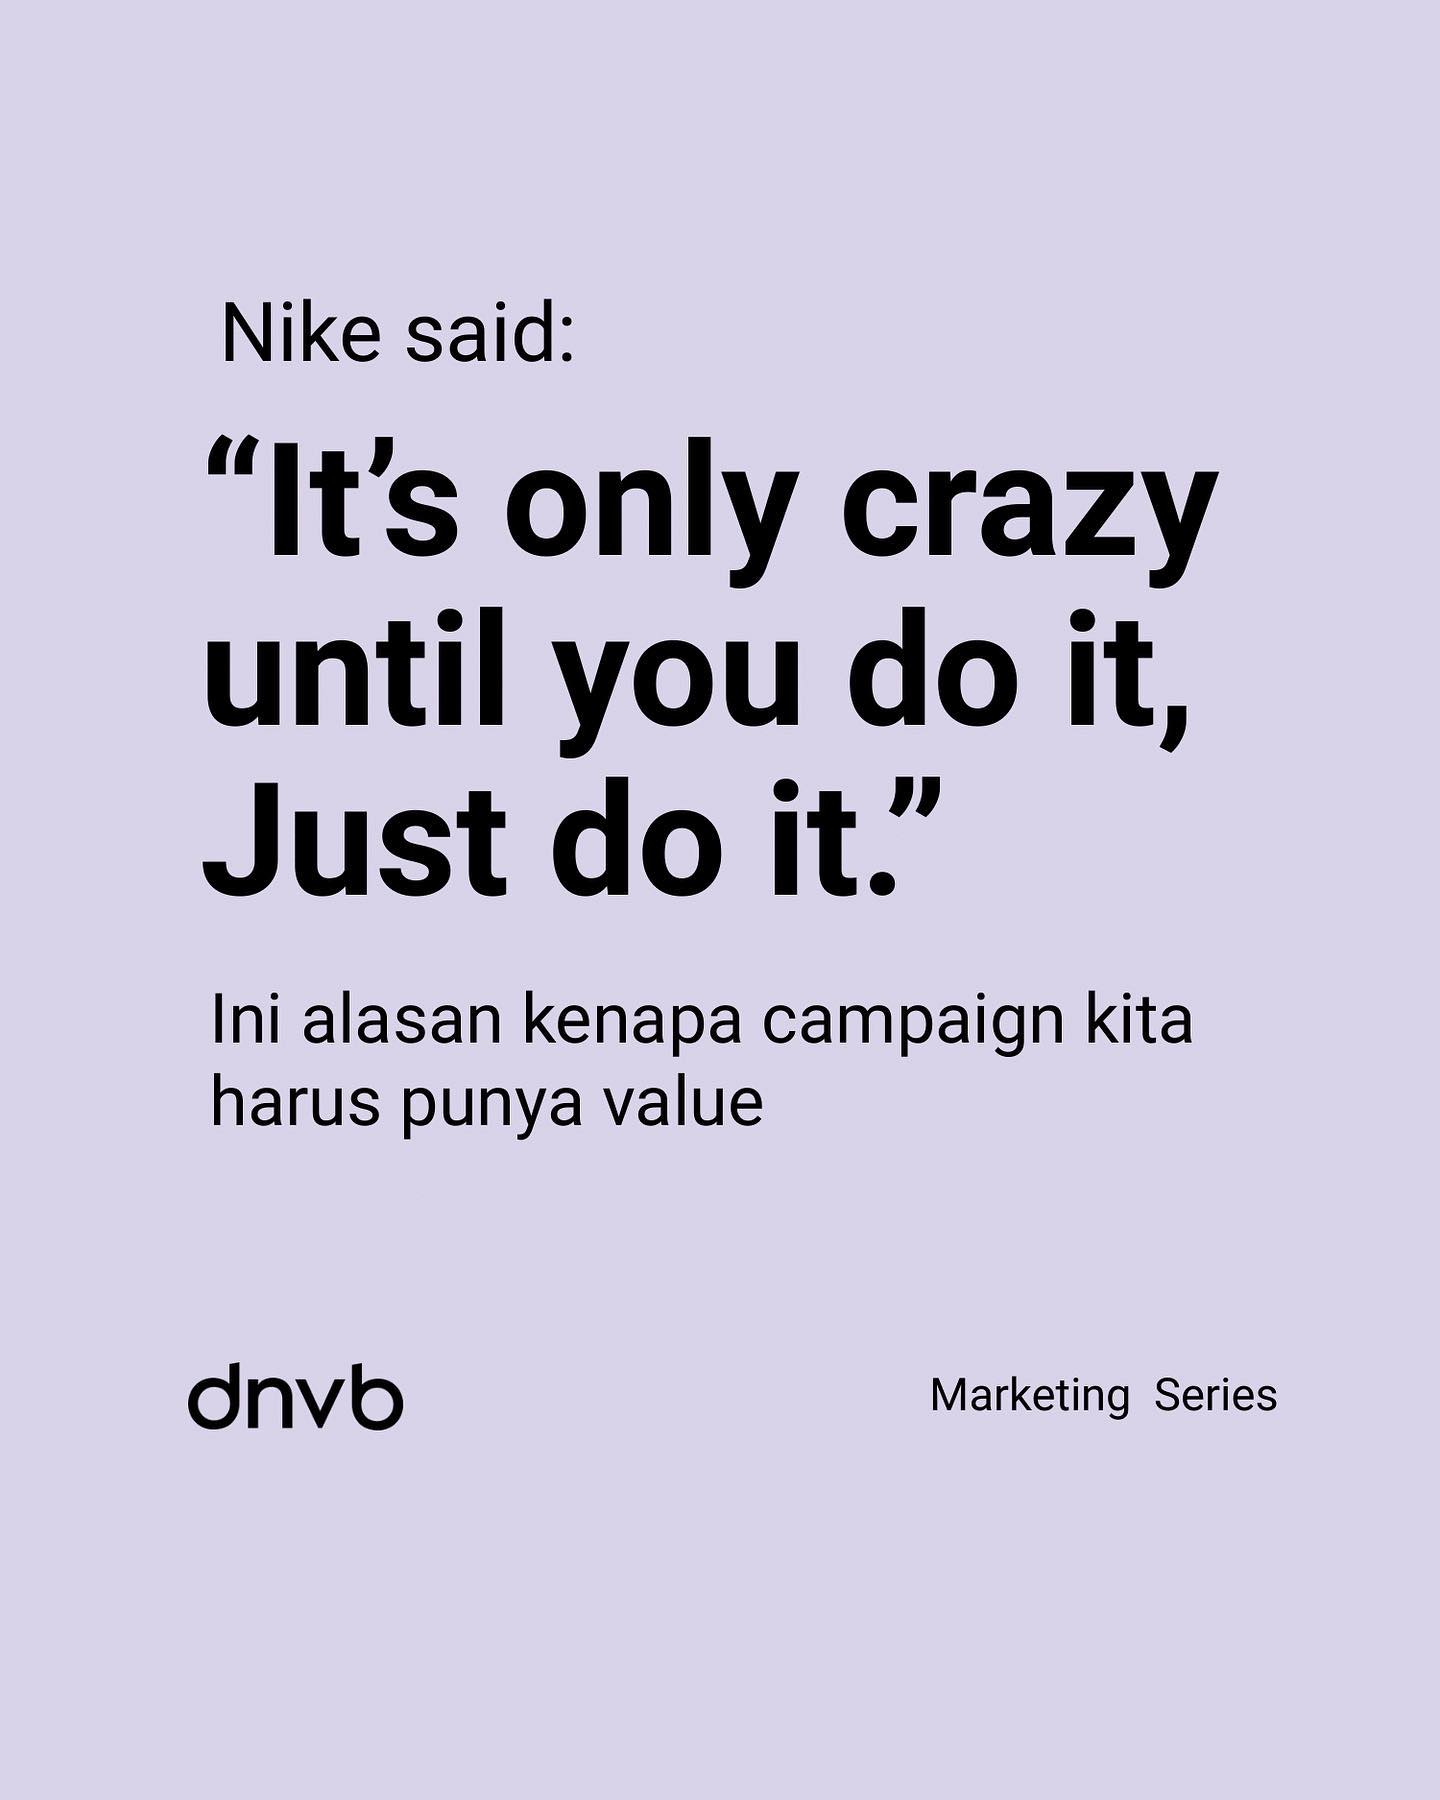 Nike said:
“It’s only crazy
until you do it,
Just do it.”
Ini alasan kenapa campaign kita
harus punya value
dnvb
Marketing Series